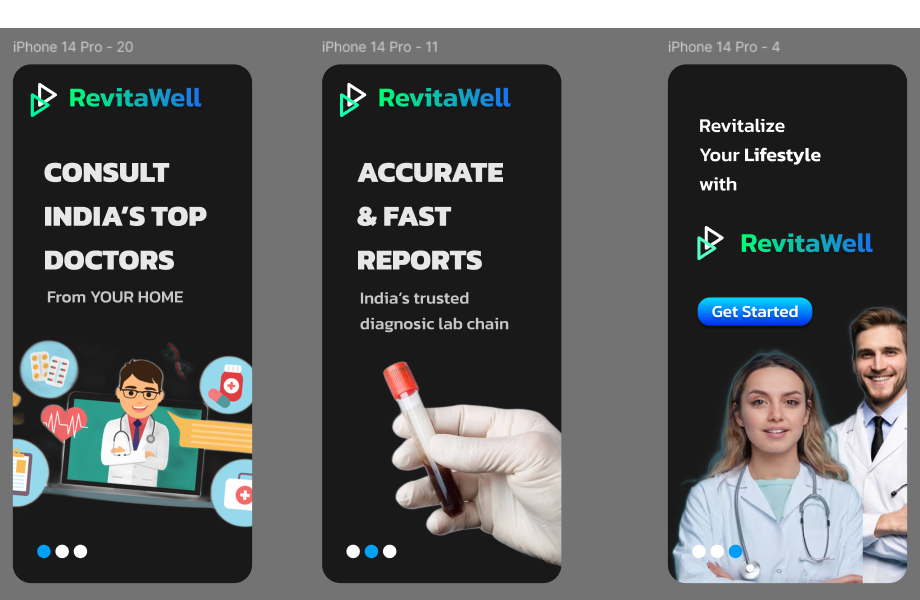 iPhone 14 Pro - 20
RevitaWell
CONSULT
INDIA'S TOP
DOCTORS
From YOUR HOME
iPhone 14 Pro - 11
RevitaWell
ACCURATE
& FAST
REPORTS
India's trusted
diagnosic lab chain
iPhone 14 Pro - 4
Revitalize
Your Lifestyle
with
RevitaWell
Get Started